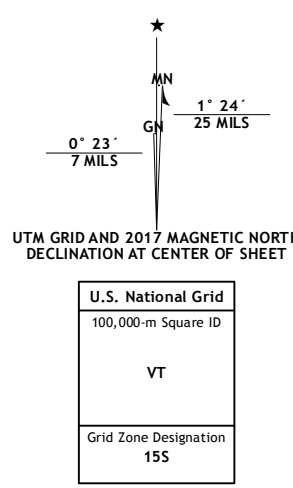 ★
MN
1° 24´
GN
25 MILS
0° 23´
7 MILS
UTM GRID AND 2017 MAGNETIC NORT
DECLINATION AT CENTER OF SHEET
U.S. National Grid
100,000-m Square ID
VT
Grid Zone Designation
15S